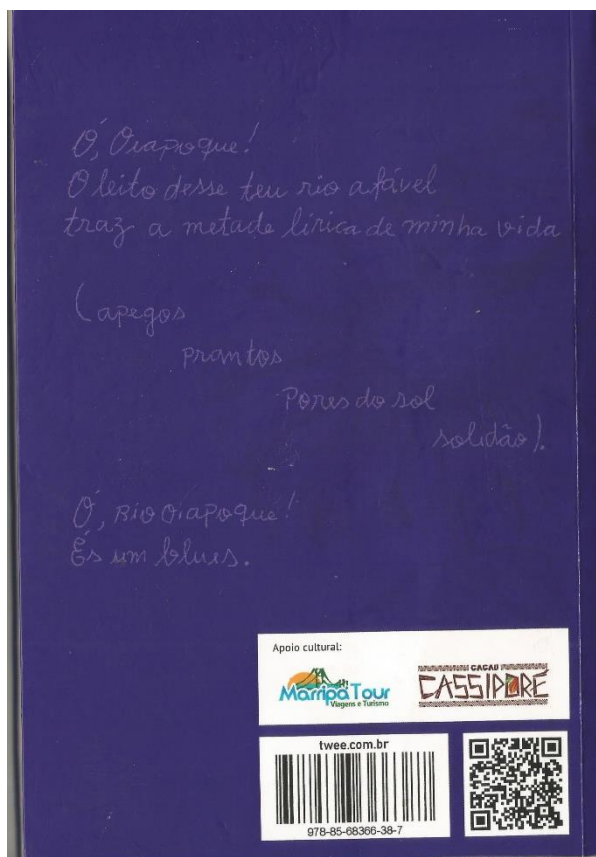 Ó, Oiapoque!
O leito desse teu rio afável
traz a metade lírica de minha vida
(apegos
prantos
Pores do sol
solidão).
Ó, Rio Oiapoque!
És um blues.
Apoio cultural:
Marripa Tour
Viagens e Turismo
CACAU
CASSIPORÉ
twee.com.br
978-85-68366-38-7